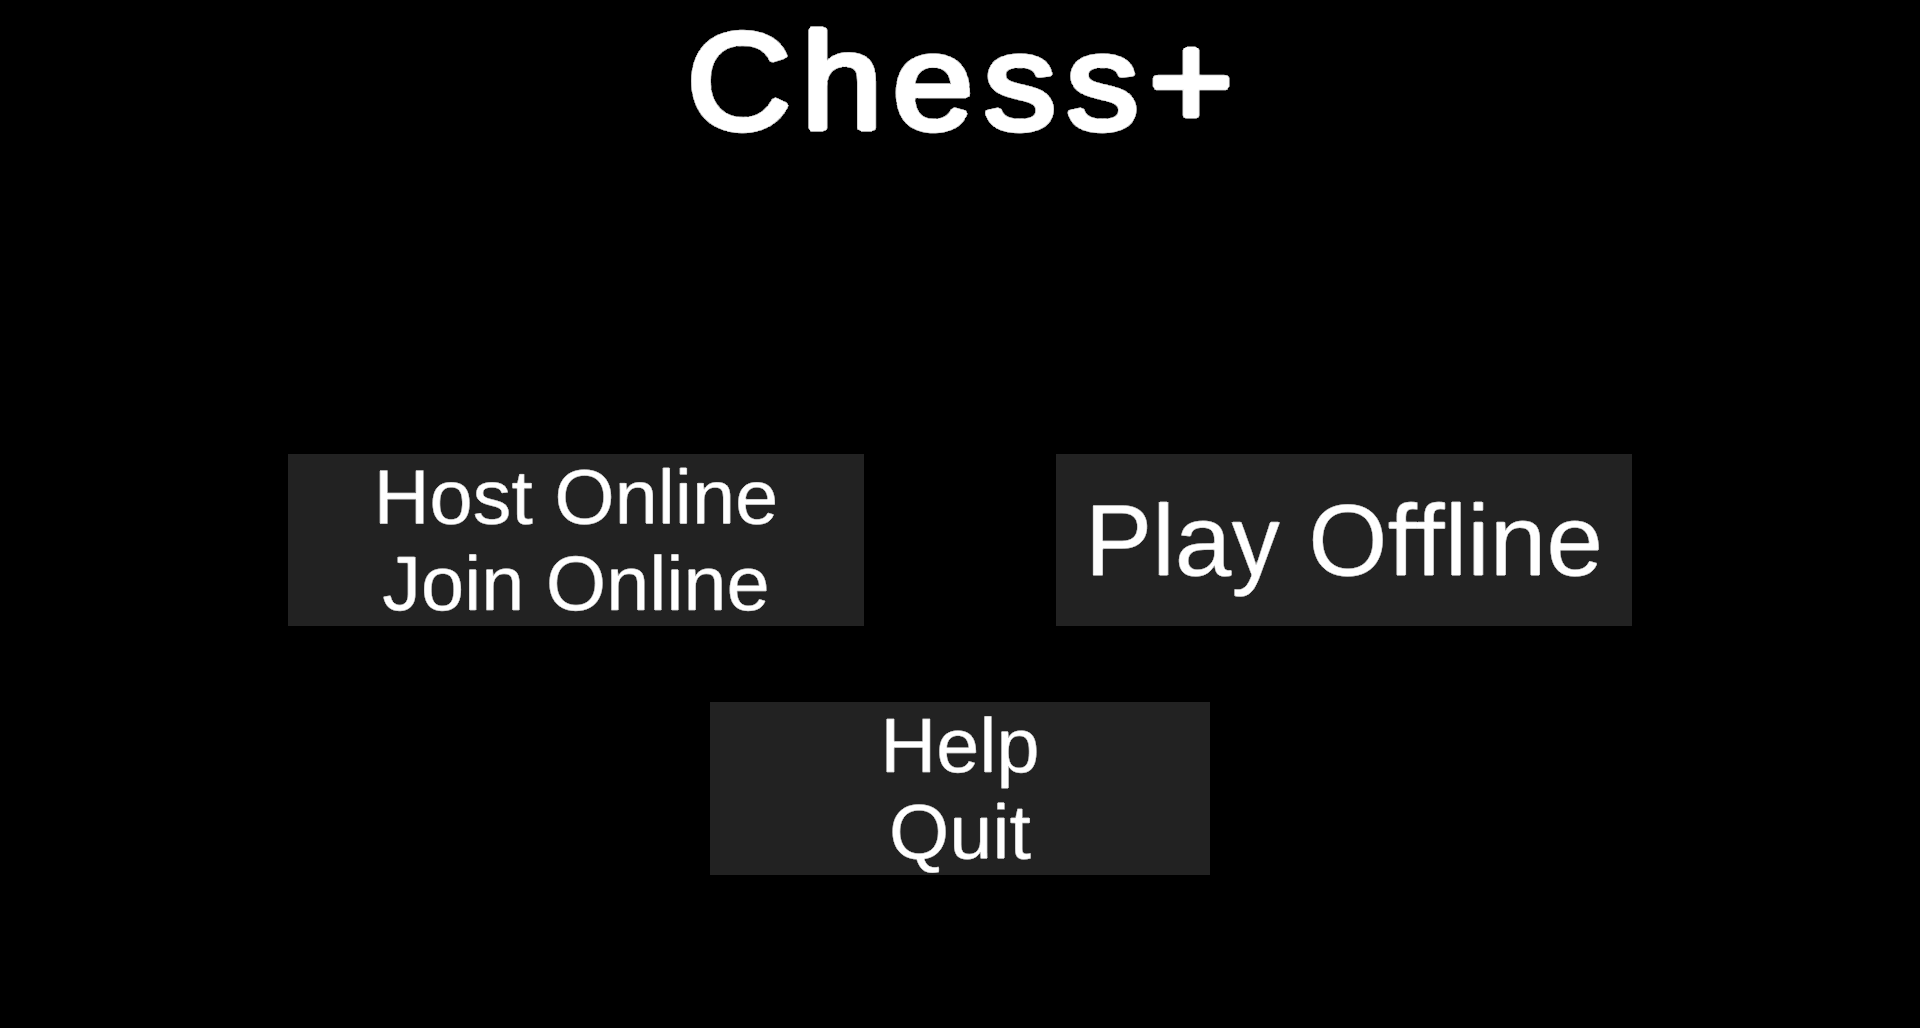 Chess+
Host Online
Join Online
Play Offline
Help
Quit